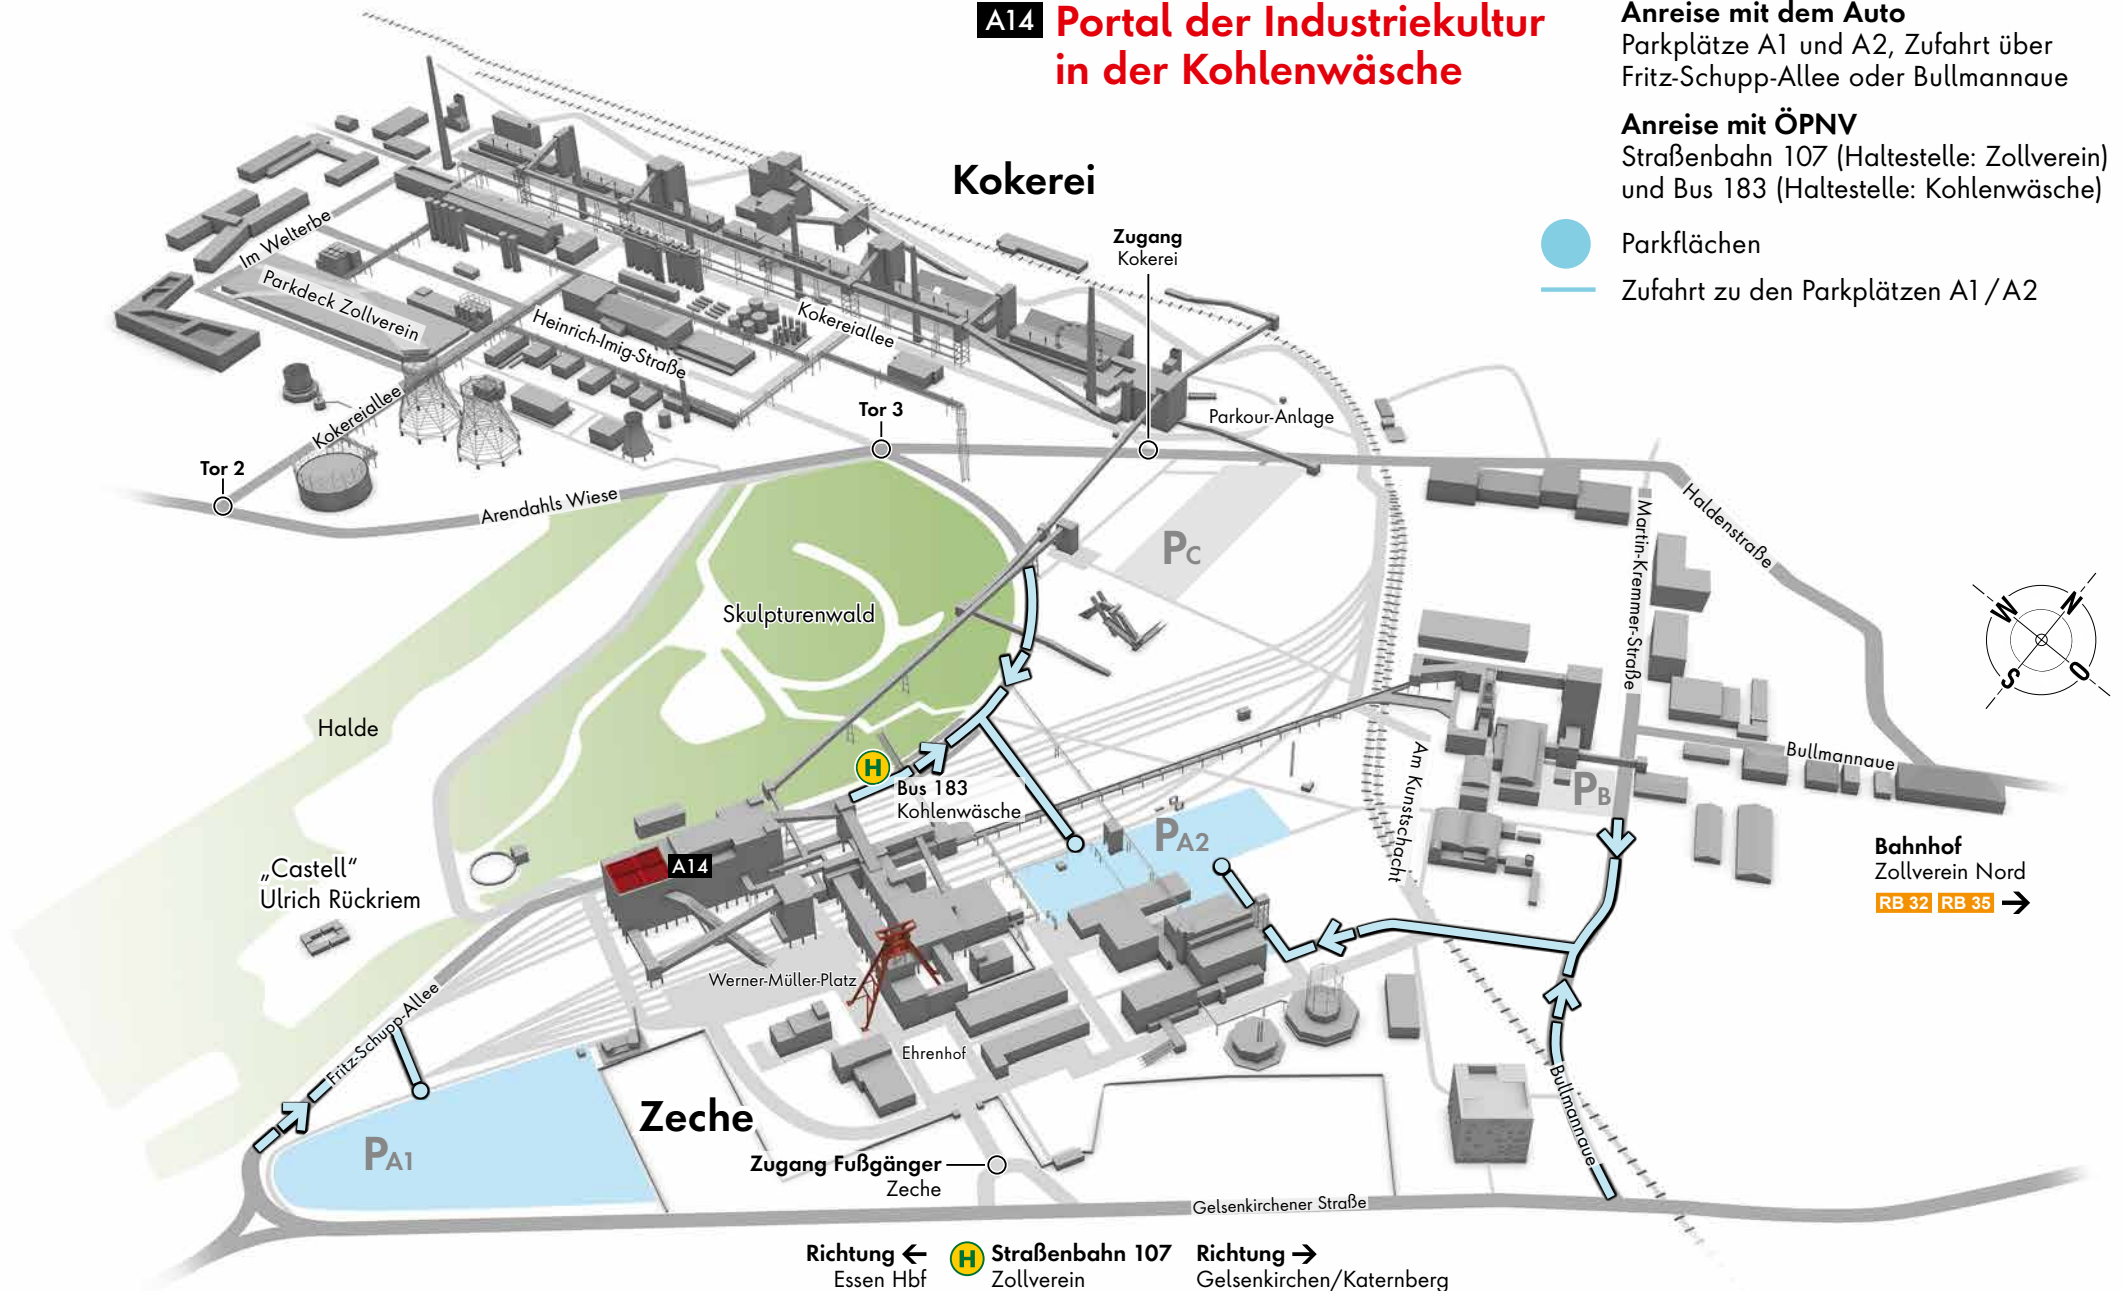 A14 Portal der Industriekultur
in der Kohlenwäsche
Anreise mit dem Auto
Parkplätze A1 und A2, Zufahrt über
Fritz-Schupp-Allee oder Bullmannaue
Anreise mit ÖPNV
Straßenbahn 107 (Haltestelle: Zollverein)
und Bus 183 (Haltestelle: Kohlenwäsche)
Parkflächen
Zufahrt zu den Parkplätzen A1/A2
Kokerei
Zugang
Kokerei
Im Welterbe
Parkdeck Zollverein
Heinrich-Imig-Straße
Kokereiallee
Kokereiallee
Tor 3
Parkour-Anlage
Tor 2
Arendahls Wiese
Haldenstraße
Martin-Kremmer-Straße
PC
Skulpturenwald
W
N
S
O
Halde
H
Bus 183
Kohlenwäsche
Am Kunstschacht
Bullmannaue
PB
PA2
A14
Bahnhof
Zollverein Nord
RB 32 RB 35
„Castell“
Ulrich Rückriem
Werner-Müller-Platz
Fritz-Schupp-Allee
Ehrenhof
Zeche
Bullmannaue
PA1
Zugang Fußgänger
Zeche
Gelsenkirchener Straße
Richtung ←
Essen Hbf
H Straßenbahn 107
Zollverein
Richtung →
Gelsenkirchen/Katernberg